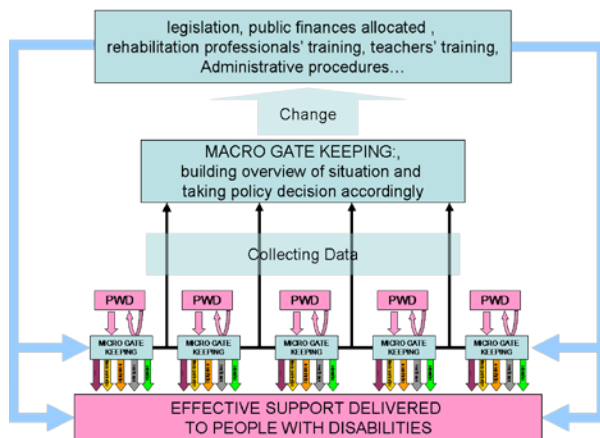 legislation, public finances allocated ,
rehabilitation professionals' training, teachers' training,
Administrative procedures…
Change
MACRO GATE KEEPING:,
building overview of situation and
taking policy decision accordingly
Collecting Data
PWD
PWD
PWD
PWD
PWD
MICRO GATE
KEEPING
MICRO GATE
KEEPING
MICRO GATE
KEEPING
MICRO GATE
KEEPING
MICRO GATE
KEEPING
EFFECTIVE SUPPORT DELIVERED
TO PEOPLE WITH DISABILITIES